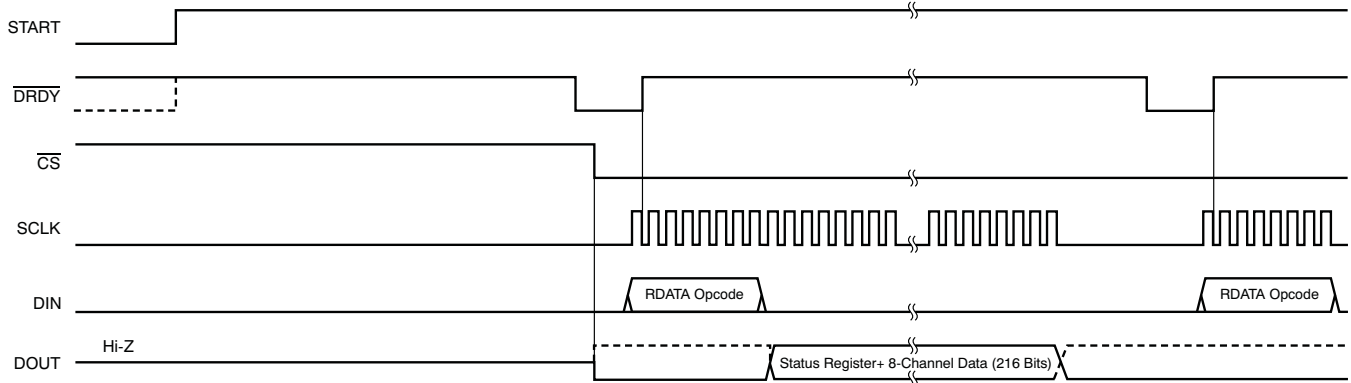 START
DRDY
CS
SCLK
DIN
RDATA Opcode
RDATA Opcode
Hi-Z
DOUT
Status Register+ 8-Channel Data (216 Bits)